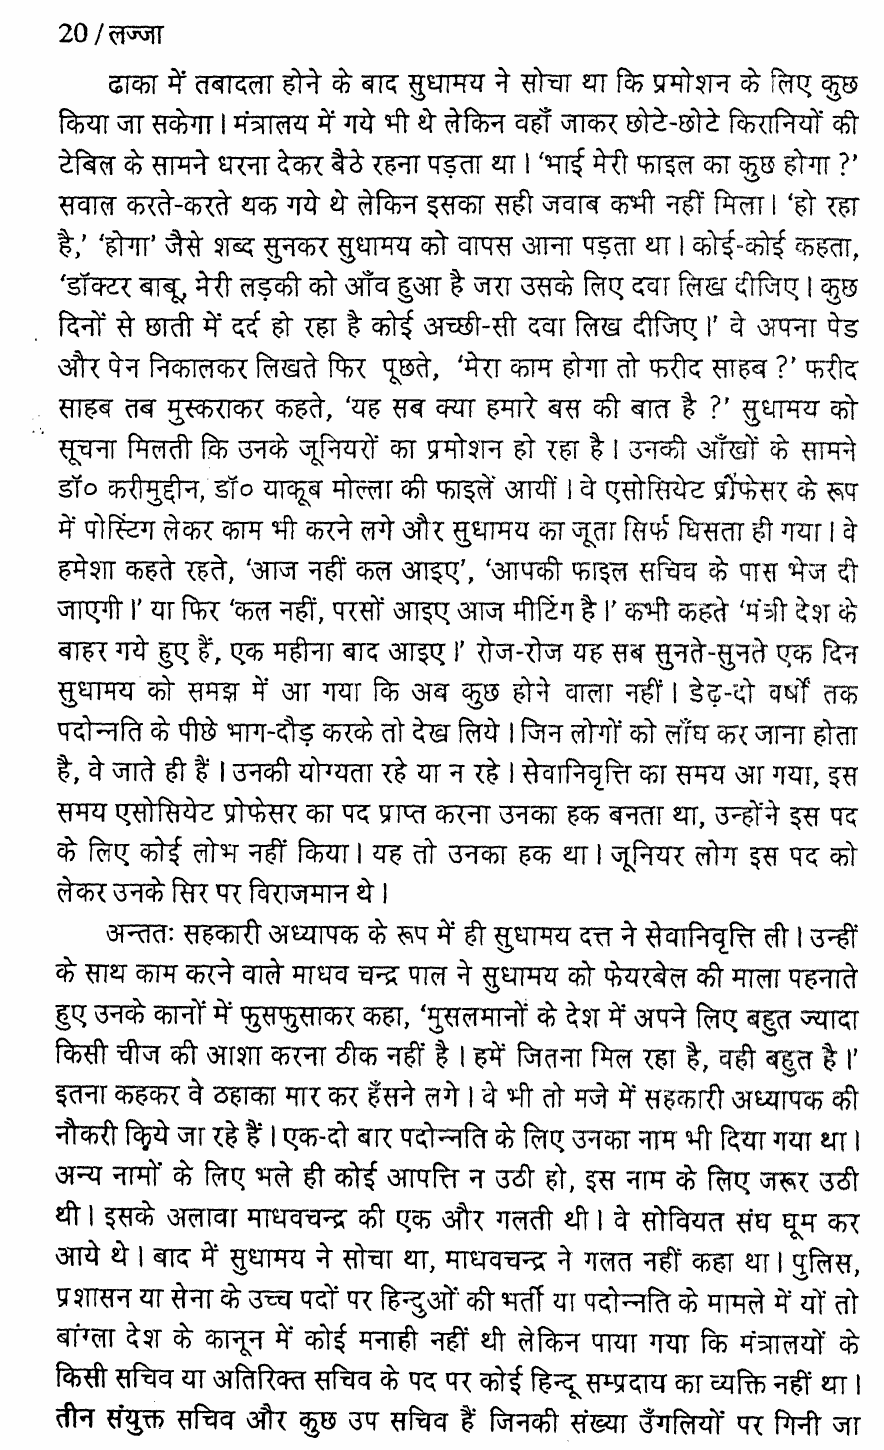 20 / लज्जा
ढाका में तबादला होने के बाद सुधामय ने सोचा था कि प्रमोशन के लिए कुछ
किया जा सकेगा। मंत्रालय में गये भी थे लेकिन वहाँ जाकर छोटे-छोटे किरानियों की
टेबिल के सामने धरना देकर बैठे रहना पड़ता था। ‘भाई मेरी फाइल का कुछ होगा ?’
सवाल करते-करते थक गये थे लेकिन इसका सही जवाब कभी नहीं मिला। ‘हो रहा
है,’ ‘होगा’ जैसे शब्द सुनकर सुधामय को वापस आना पड़ता था। कोई-कोई कहता,
‘डॉक्टर बाबू, मेरी लड़की को आँव हुआ है जरा उसके लिए दवा लिख दीजिए। कुछ
दिनों से छाती में दर्द हो रहा है कोई अच्छी-सी दवा लिख दीजिए।’ वे अपना पेड
और पेन निकालकर लिखते फिर पूछते, ‘मेरा काम होगा तो फरीद साहब ?’ फरीद
साहब तब मुस्कराकर कहते, ‘यह सब क्या हमारे बस की बात है ?’ सुधामय को
सूचना मिलती कि उनके जूनियरों का प्रमोशन हो रहा है। उनकी आँखों के सामने
डॉ० करीमुद्दीन, डॉ० याकूब मोल्ला की फाइलें आयीं। वे एसोसियेट प्रोफेसर के रूप
में पोस्टिंग लेकर काम भी करने लगे और सुधामय का जूता सिर्फ घिसता ही गया। वे
हमेशा कहते रहते, ‘आज नहीं कल आइए’, ‘आपकी फाइल सचिव के पास भेज दी
जाएगी।’ या फिर ‘कल नहीं, परसों आइए आज मीटिंग है।’ कभी कहते ‘मंत्री देश के
बाहर गये हुए हैं, एक महीना बाद आइए।’ रोज-रोज यह सब सुनते-सुनते एक दिन
सुधामय को समझ में आ गया कि अब कुछ होने वाला नहीं। डेढ़-दो वर्षों तक
पदोन्नति के पीछे भाग-दौड़ करके तो देख लिये। जिन लोगों को लाँघ कर जाना होता
है, वे जाते ही हैं। उनकी योग्यता रहे या न रहे। सेवानिवृत्ति का समय आ गया, इस
समय एसोसियेट प्रोफेसर का पद प्राप्त करना उनका हक बनता था, उन्होंने इस पद
के लिए कोई लोभ नहीं किया। यह तो उनका हक था। जूनियर लोग इस पद को
लेकर उनके सिर पर विराजमान थे।
अन्ततः सहकारी अध्यापक के रूप में ही सुधामय दत्त ने सेवानिवृत्ति ली। उन्हीं
के साथ काम करने वाले माधव चन्द्र पाल ने सुधामय को फेयरबेल की माला पहनाते
हुए उनके कानों में फुसफुसाकर कहा, ‘मुसलमानों के देश में अपने लिए बहुत ज्यादा
किसी चीज की आशा करना ठीक नहीं है। हमें जितना मिल रहा है, वही बहुत है।’
इतना कहकर वे ठहाका मार कर हँसने लगे। वे भी तो मजे में सहकारी अध्यापक की
नौकरी किये जा रहे हैं। एक-दो बार पदोन्नति के लिए उनका नाम भी दिया गया था।
अन्य नामों के लिए भले ही कोई आपत्ति न उठी हो, इस नाम के लिए जरूर उठी
थी। इसके अलावा माधवचन्द्र की एक और गलती थी। वे सोवियत संघ घूम कर
आये थे। बाद में सुधामय ने सोचा था, माधवचन्द्र ने गलत नहीं कहा था। पुलिस,
प्रशासन या सेना के उच्च पदों पर हिन्दुओं की भर्ती या पदोन्नति के मामले में यों तो
बांग्ला देश के कानून में कोई मनाही नहीं थी लेकिन पाया गया कि मंत्रालयों के
किसी सचिव या अतिरिक्त सचिव के पद पर कोई हिन्दू सम्प्रदाय का व्यक्ति नहीं था।
तीन संयुक्त सचिव और कुछ उप सचिव हैं जिनकी संख्या उँगलियों पर गिनी जा